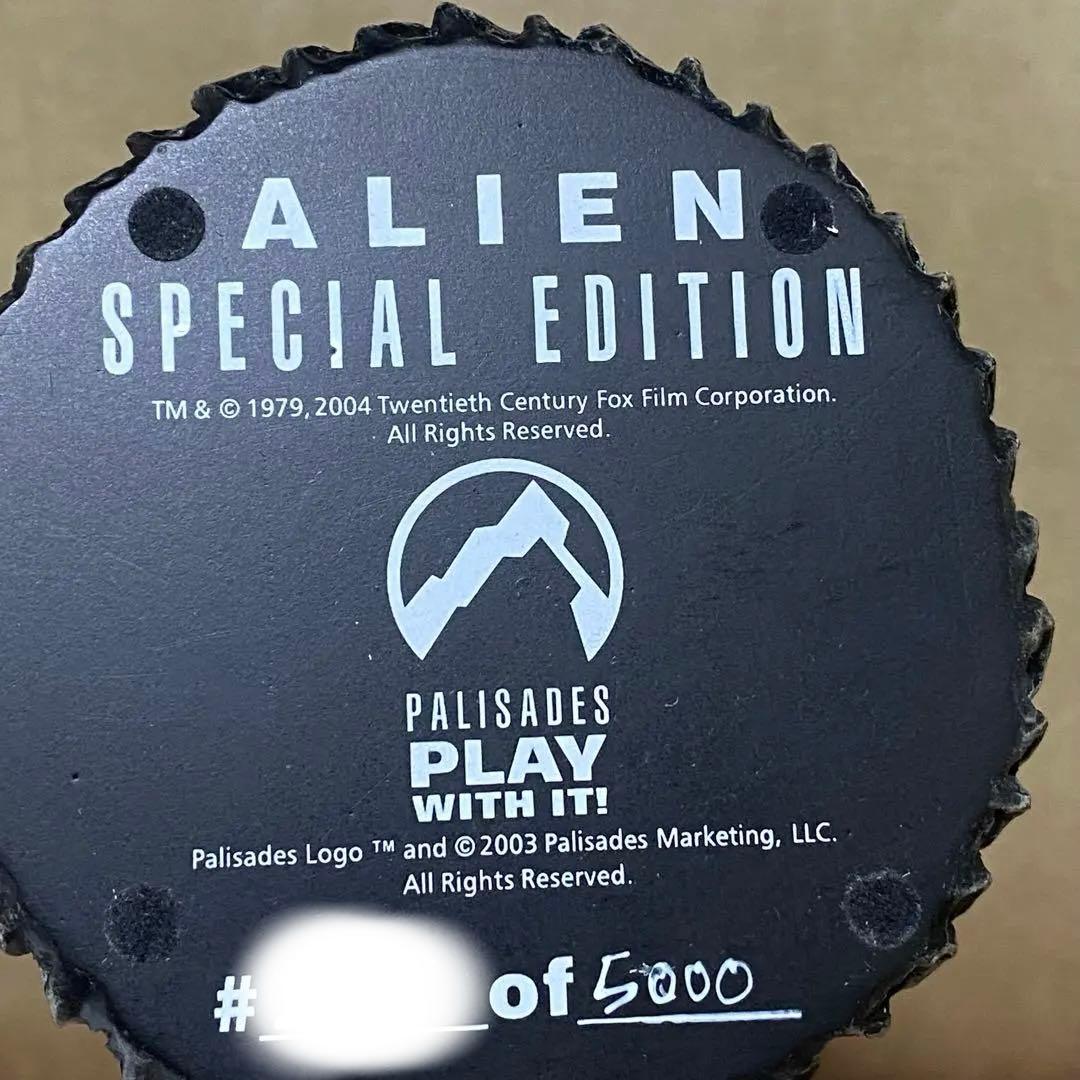 ALIEN
SPECIAL EDITION
TM & © 1979, 2004 Twentieth Century Fox Film Corporation.
All Rights Reserved.
PALISADES
PLAY
WITH IT!
Palisades Logo ™ and © 2003 Palisades Marketing, LLC.
All Rights Reserved.
# of 5000